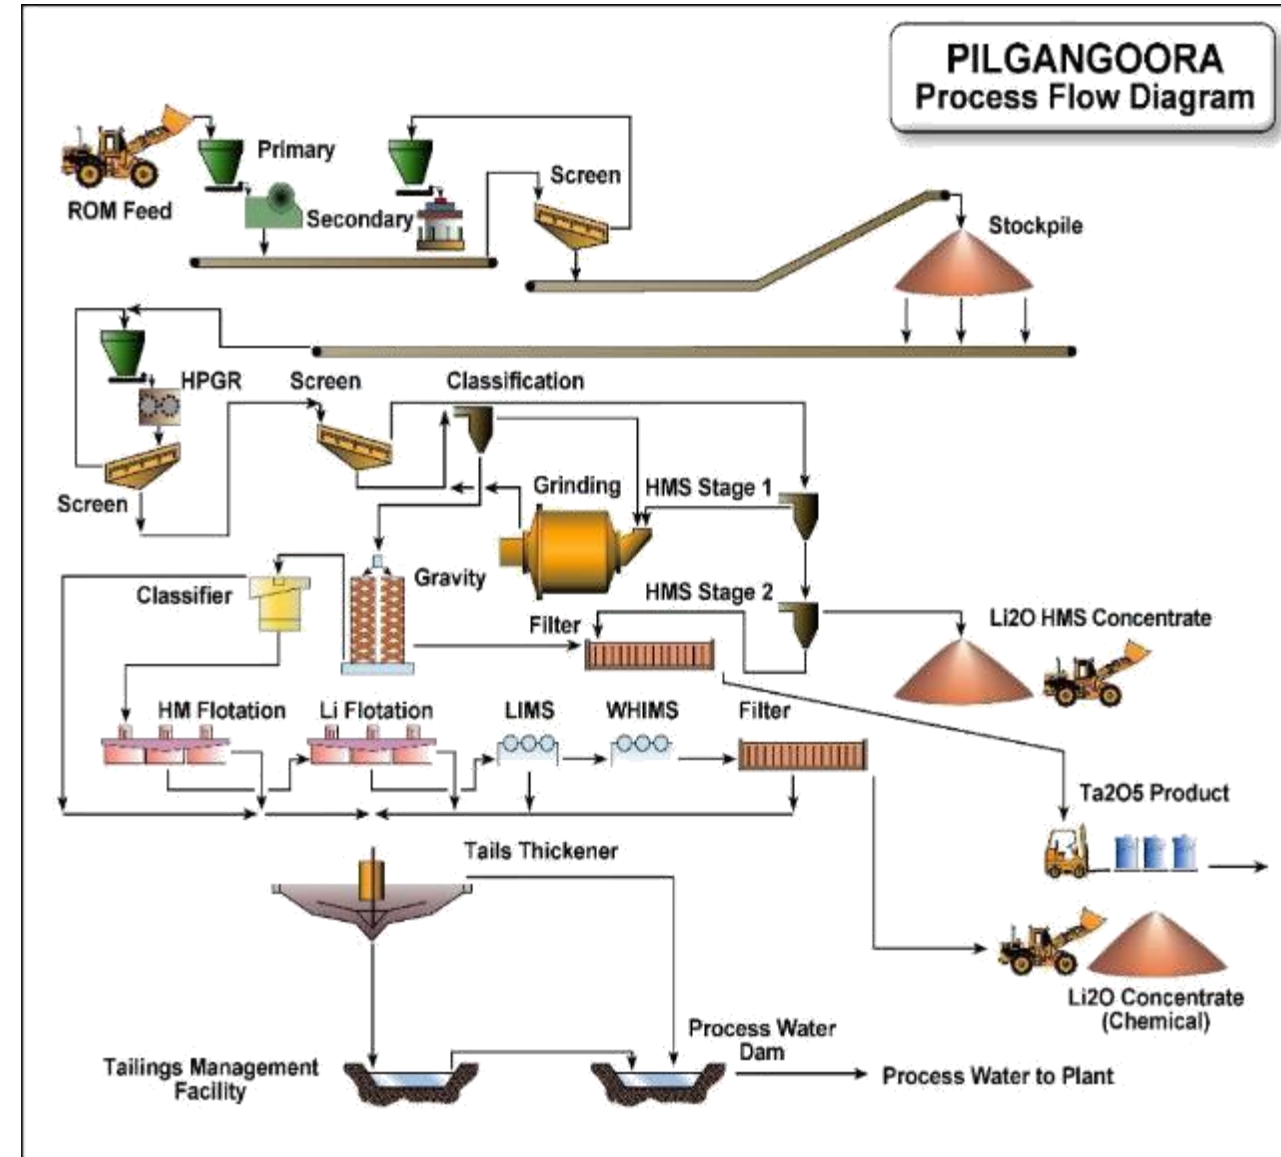 PILGANGOORA
Process Flow Diagram
Primary
ROM Feed
Secondary
Screen
Stockpile
HPGR
Screen
Classification
Screen
Grinding
HMS Stage 1
Classifier
Gravity
HMS Stage 2
Filter
Li2O HMS Concentrate
HM Flotation
Li Flotation
LIMS
WHIMS
Filter
Ta2O5 Product
Tails Thickener
Li2O Concentrate
(Chemical)
Process Water
Dam
Tailings Management
Facility
Process Water to Plant